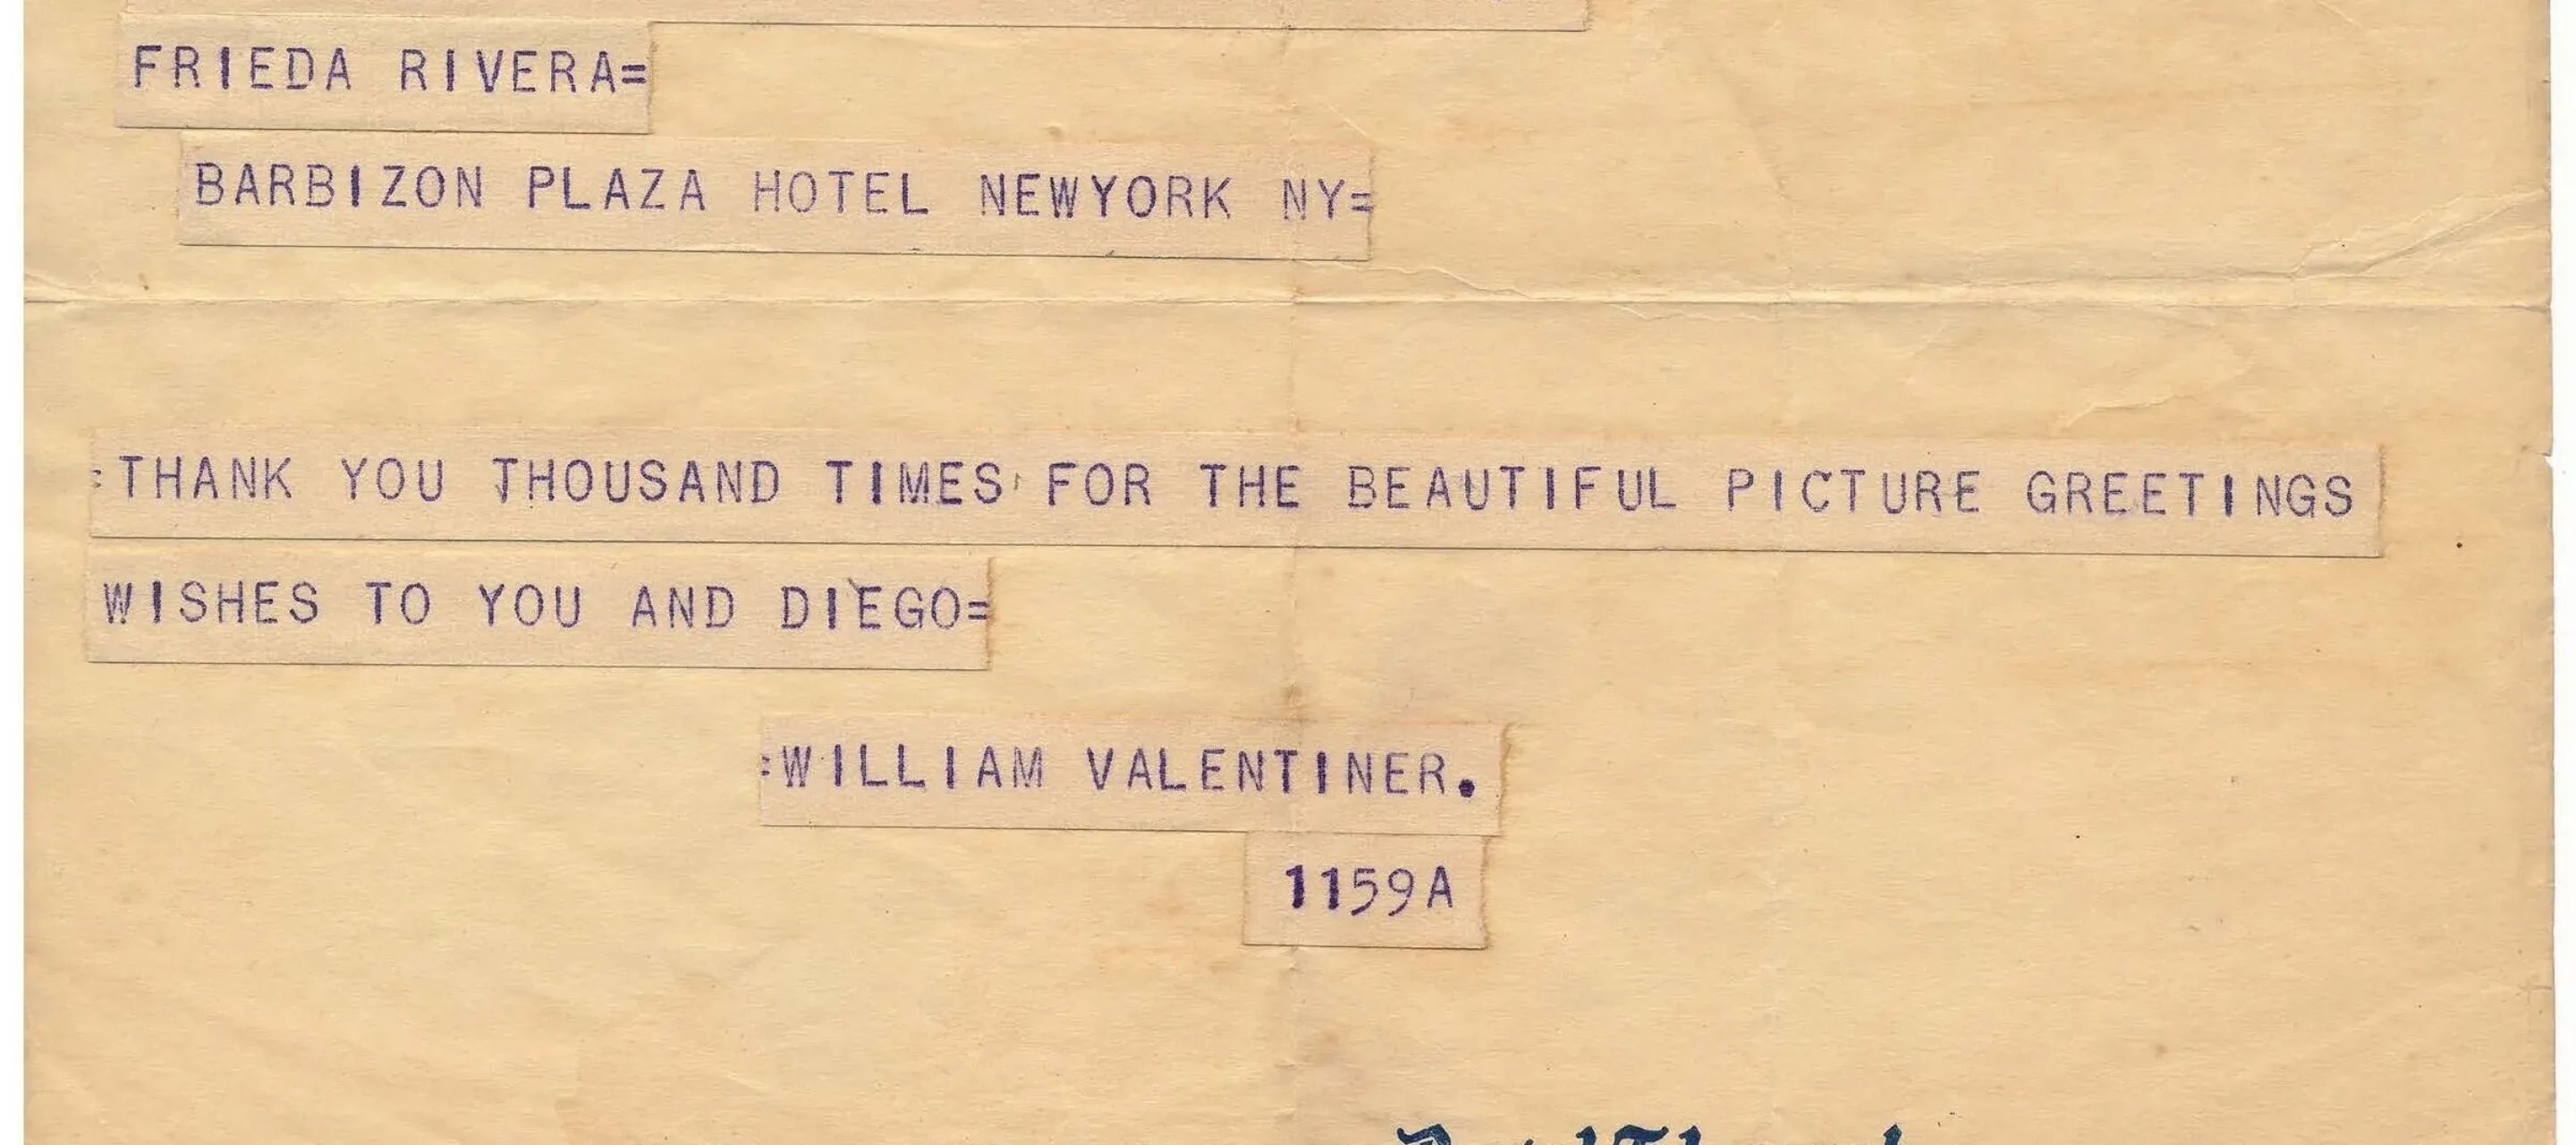 FRIEDA RIVERA=
BARBIZON PLAZA HOTEL NEWYORK NY=
:THANK YOU THOUSAND TIMES FOR THE BEAUTIFUL PICTURE GREETINGS
WISHES TO YOU AND DIEGO=
:WILLIAM VALENTINER.
1159A